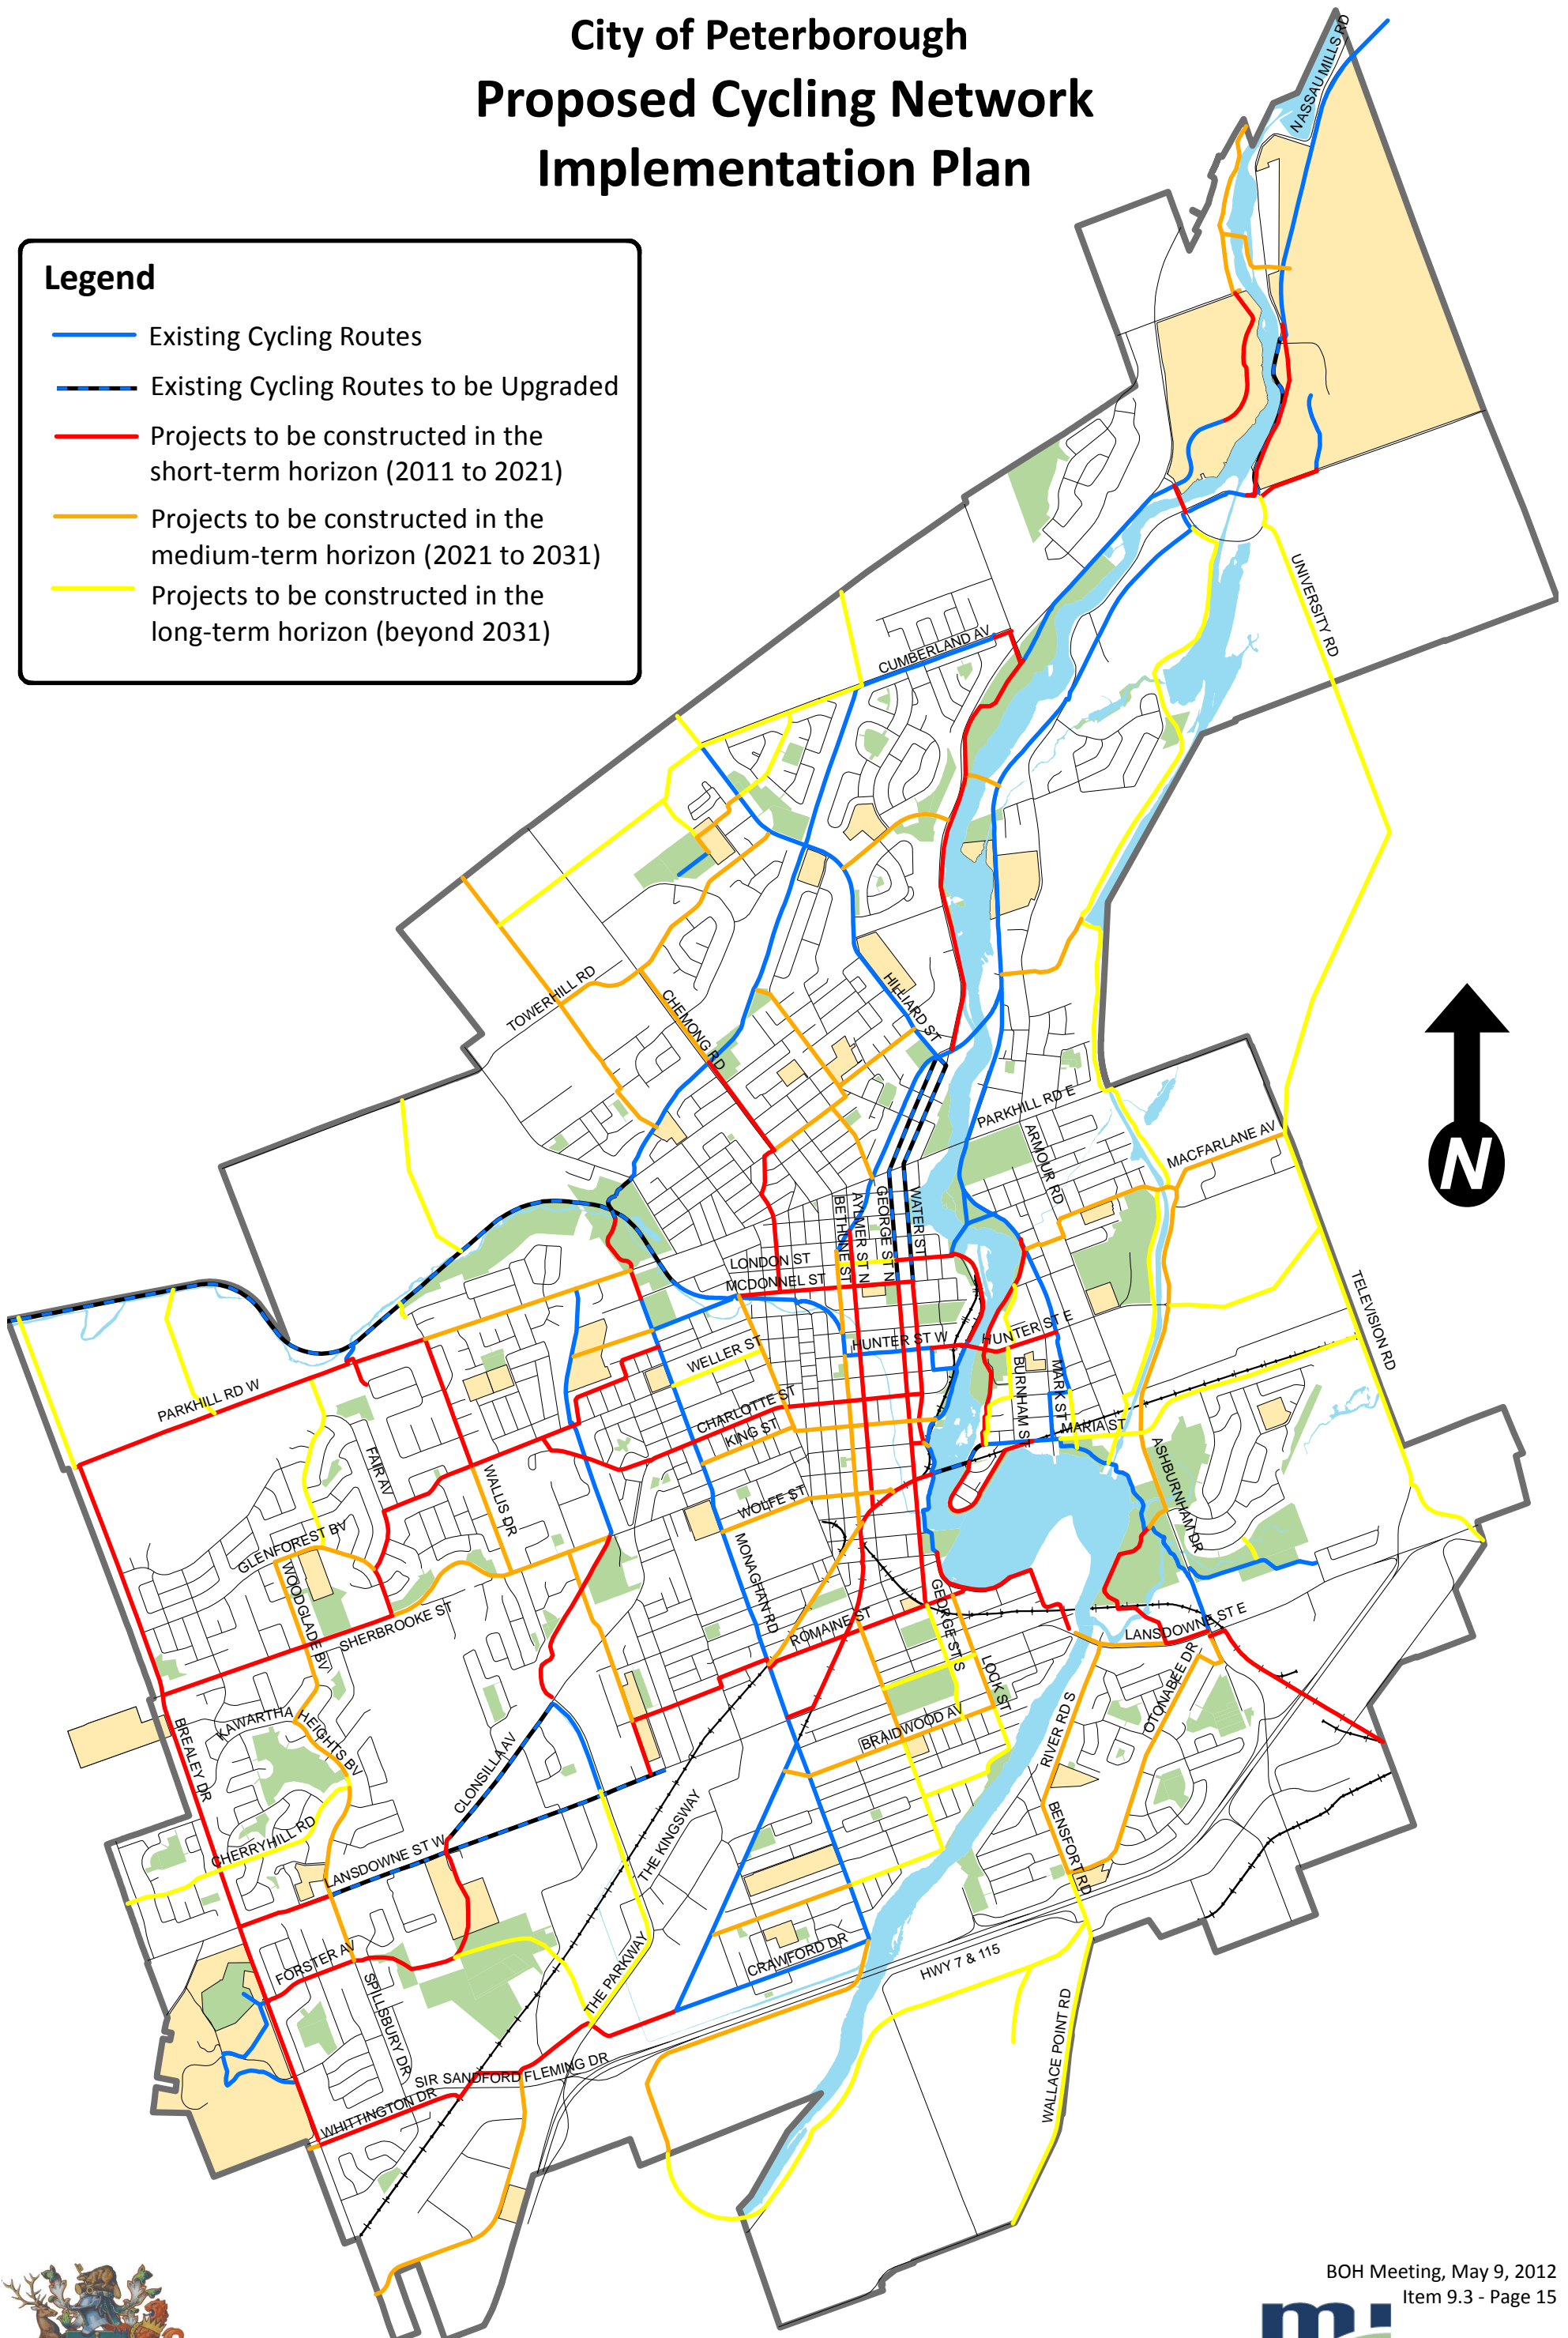 City of Peterborough
Proposed Cycling Network
Implementation Plan
Legend
Existing Cycling Routes
Existing Cycling Routes to be Upgraded
Projects to be constructed in the
short-term horizon (2011 to 2021)
Projects to be constructed in the
medium-term horizon (2021 to 2031)
Projects to be constructed in the
long-term horizon (beyond 2031)
NASSAU MILLS RD
UNIVERSITY RD
CUMBERLAND AV
TOWERHILL RD
CHEMONG RD
HILLIARD ST
PARKHILL RD E
ARMOUR RD
MACFARLANE AV
N
BETHUNE ST
AYLMER ST N
GEORGE ST N
WATER ST
LONDON ST
MCDONNEL ST
TELEVISION RD
HUNTER ST W
HUNTER ST E
WELLER ST
BURNHAM ST
MARK ST
PARKHILL RD W
CHARLOTTE ST
KING ST
MARIA ST
FAIR AV
WALLIS DR
ASHBURNHAM DR
WOLFE ST
GLENFOREST BV
WOODGLADE BV
MONAGHAN RD
SHERBROOKE ST
ROMAINE ST
GEORGE ST S
LANSDOWNE ST E
LOCK ST
OTONABEE DR
RIVER RD S
KAWARTHA HEIGHTS BV
BREALEY DR
BRAIDWOOD AV
CLONSILLA AV
THE KINGSWAY
BENSFORT RD
CHERRYHILL RD
LANSDOWNE ST W
CRAWFORD DR
HWY 7 & 115
FORSTER AV
THE PARKWAY
SPILLSBURY DR
WALLACE POINT RD
SIR SANDFORD FLEMING DR
WHITTINGTON DR
BOH Meeting, May 9, 2012
Item 9.3 - Page 15